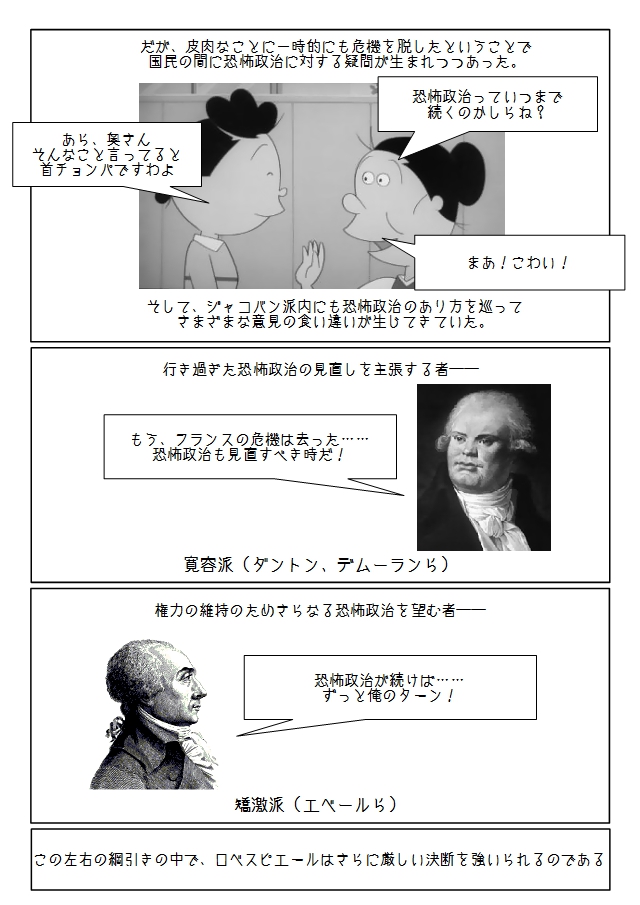 だが、皮肉なことに一時的にも危機を脱したということで
国民の間に恐怖政治に対する疑問が生まれつつあった。
恐怖政治っていつまで
続くのかしらね？
あら、奥さん
そんなこと言ってると
首チョンパですわよ
まあ！こわい！
そして、ジャコバン派内にも恐怖政治のあり方を巡って
さまざまな意見の食い違いが生じてきていた。
行き過ぎた恐怖政治の見直しを主張する者――
もう、フランスの危機は去った……
恐怖政治も見直すべき時だ！
寛容派（ダントン、デムーランら）
権力の維持のためさらなる恐怖政治を望む者――
恐怖政治が続けば……
ずっと俺のターン！
矯激派（エベールら）
この左右の綱引きの中で、ロベスピエールはさらに厳しい決断を強いられるのである